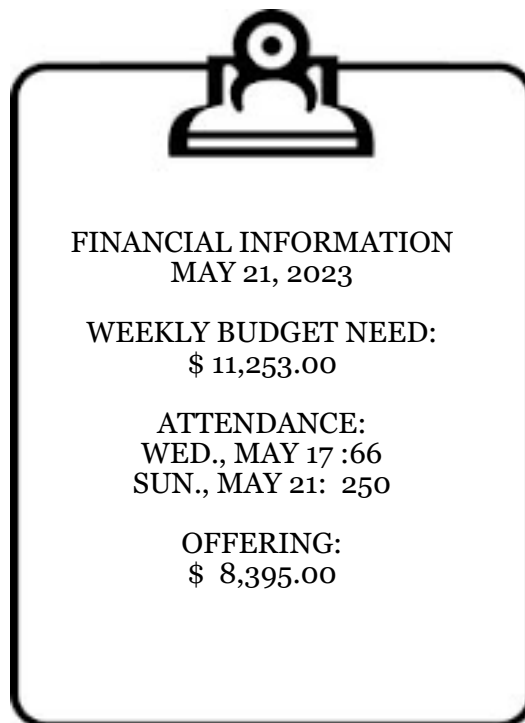 FINANCIAL INFORMATION
MAY 21, 2023
WEEKLY BUDGET NEED:
$ 11,253.00
ATTENDANCE:
WED., MAY 17 :66
SUN., MAY 21:  250
OFFERING:
$  8,395.00